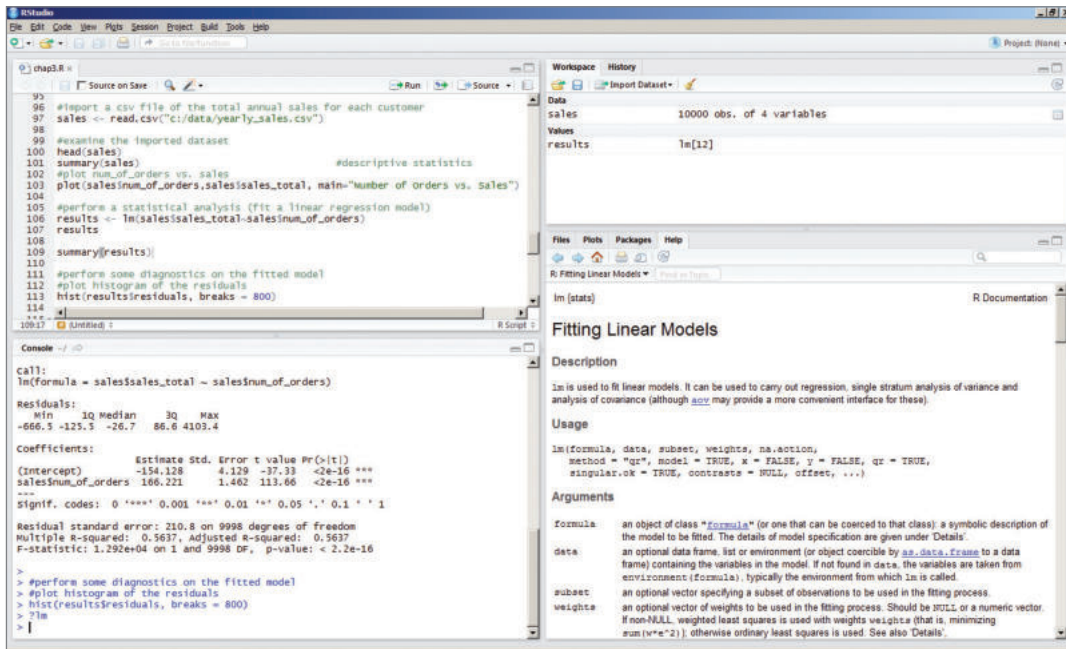 RStudio
File Edit Code View Plots Session Project Build Tools Help
Go to file/function
Project: (None)
chap3.R
Source on Save
Run
Source
95
96 #import a csv file of the total annual sales for each customer
97 sales <- read.csv("c:/data/yearly_sales.csv")
98
99 #examine the imported dataset
100 head(sales)
101 summary(sales) #descriptive statistics
102 #plot num_of_orders vs. sales
103 plot(sales$num_of_orders,sales$sales_total, main="Number of Orders vs. Sales")
104
105 #perform a statistical analysis (fit a linear regression model)
106 results <- lm(sales$sales_total~sales$num_of_orders)
107 results
108
109 summary(results)
110
111 #perform some diagnostics on the fitted model
112 #plot histogram of the residuals
113 hist(results$residuals, breaks = 800)
114
109:17 (Untitled) R Script
Console ~/
Call:
lm(formula = sales$sales_total ~ sales$num_of_orders)
Residuals:
Min 1Q Median 3Q Max
-666.5 -125.5 -26.7 86.6 4103.4
Coefficients:
Estimate Std. Error t value Pr(>|t|)
(Intercept) -154.128 4.129 -37.33 <2e-16 ***
sales$num_of_orders 166.221 1.462 113.66 <2e-16 ***
---
Signif. codes: 0 '***' 0.001 '**' 0.01 '*' 0.05 '.' 0.1 ' ' 1
Residual standard error: 210.8 on 9998 degrees of freedom
Multiple R-squared: 0.5637, Adjusted R-squared: 0.5637
F-statistic: 1.292e+04 on 1 and 9998 DF, p-value: < 2.2e-16
>
> #perform some diagnostics on the fitted model
> #plot histogram of the residuals
> hist(results$residuals, breaks = 800)
> ?lm
>
Workspace History
Import Dataset
Data
sales 10000 obs. of 4 variables
Values
results lm[12]
Files Plots Packages Help
R: Fitting Linear Models Find in Topic
lm {stats} R Documentation
Fitting Linear Models
Description
lm is used to fit linear models. It can be used to carry out regression, single stratum analysis of variance and
analysis of covariance (although aov may provide a more convenient interface for these).
Usage
lm(formula, data, subset, weights, na.action,
method = "qr", model = TRUE, x = FALSE, y = FALSE, qr = TRUE,
singular.ok = TRUE, contrasts = NULL, offset, ...)
Arguments
formula an object of class "formula" (or one that can be coerced to that class): a symbolic description of
the model to be fitted. The details of model specification are given under 'Details'.
data an optional data frame, list or environment (or object coercible by as.data.frame to a data
frame) containing the variables in the model. If not found in data, the variables are taken from
environment(formula), typically the environment from which lm is called.
subset an optional vector specifying a subset of observations to be used in the fitting process.
weights an optional vector of weights to be used in the fitting process. Should be NULL or a numeric vector.
If non-NULL, weighted least squares is used with weights weights (that is, minimizing
sum(w*e^2)); otherwise ordinary least squares is used. See also 'Details'.